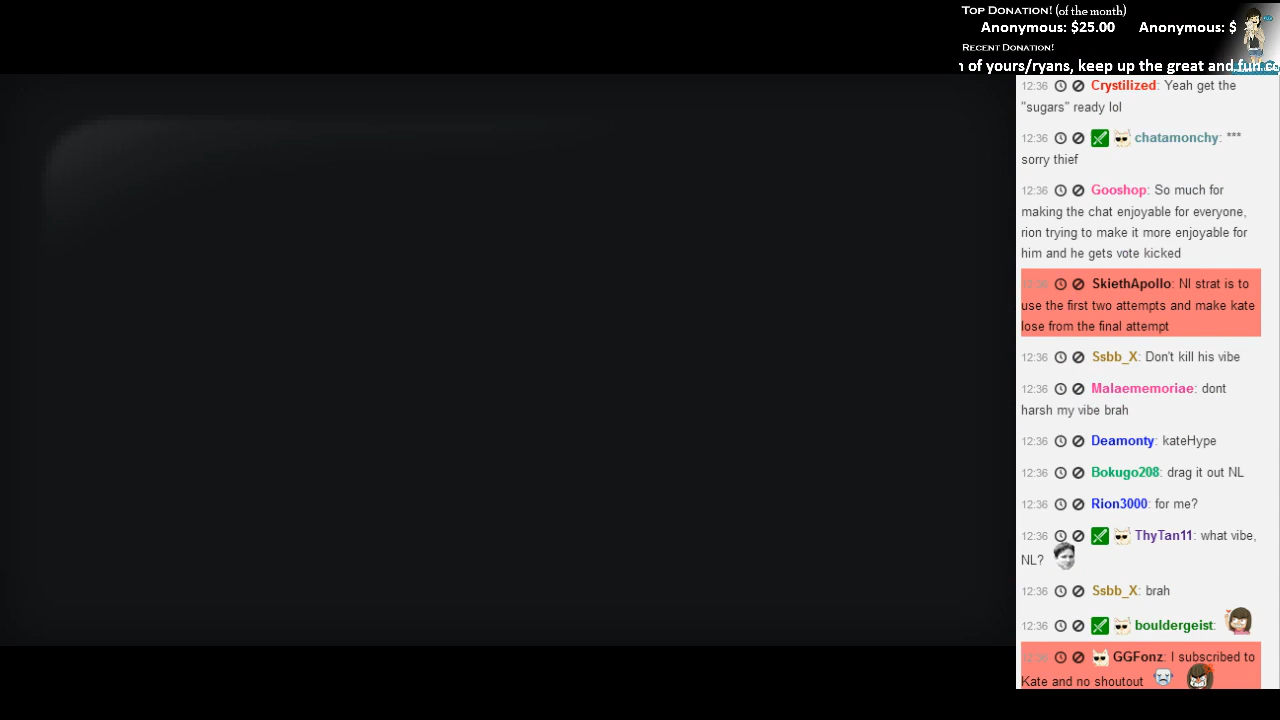 Top Donation! (of the month)
Anonymous: $25.00 Anonymous: $
Recent Donation!
of yours/ryans, keep up the great and fun
12:36 Crystilized: Yeah get the
"sugars" ready lol
12:36 chatamonchy: ***
sorry thief
12:36 Gooshop: So much for
making the chat enjoyable for everyone,
rion trying to make it more enjoyable for
him and he gets vote kicked
12:36 SkiethApollo: Nl strat is to
use the first two attempts and make kate
lose from the final attempt
12:36 Ssbb_X: Don't kill his vibe
12:36 Malaememoriae: dont
harsh my vibe brah
12:36 Deamonty: kateHype
12:36 Bokugo208: drag it out NL
12:36 Rion3000: for me?
12:36 ThyTan11: what vibe,
NL?
12:36 Ssbb_X: brah
12:36 bouldergeist:
12:36 GGFonz: I subscribed to
Kate and no shoutout